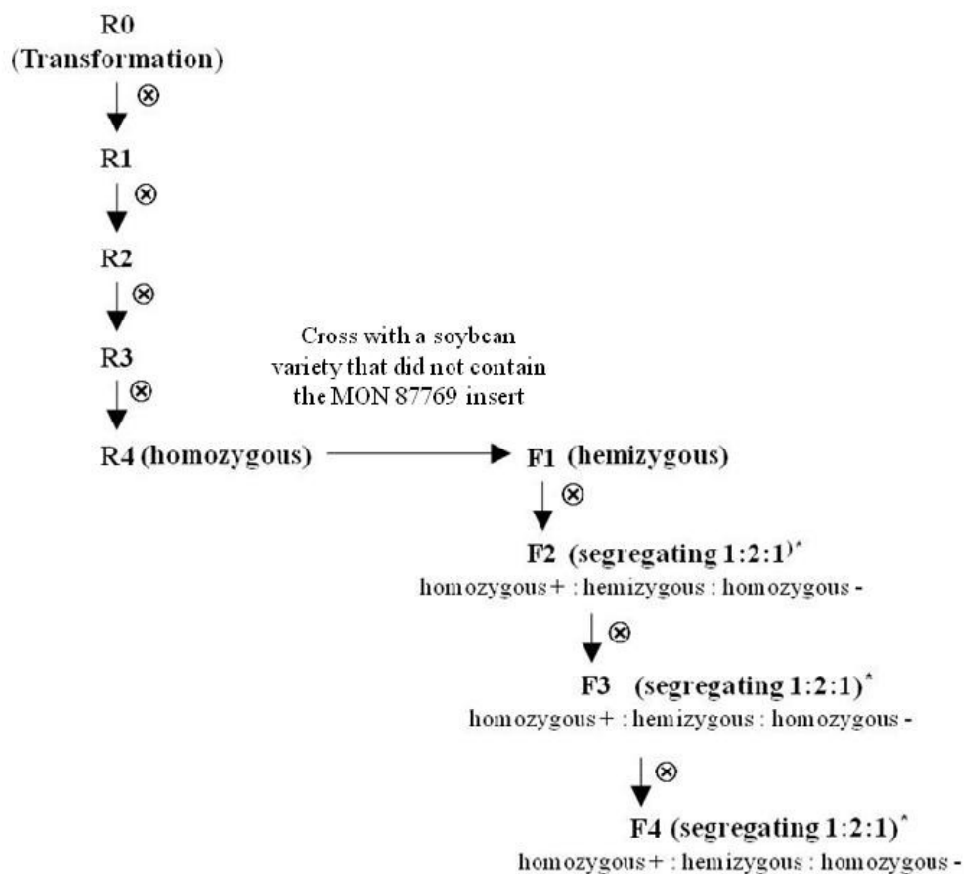 R0
(Transformation)
R1
R2
R3
Cross with a soybean
variety that did not contain
the MON 87769 insert
R4 (homozygous)
F1 (hemizygous)
F2 (segregating 1:2:1)*
homozygous + : hemizygous : homozygous -
F3 (segregating 1:2:1)*
homozygous + : hemizygous : homozygous -
F4 (segregating 1:2:1)*
homozygous + : hemizygous : homozygous -